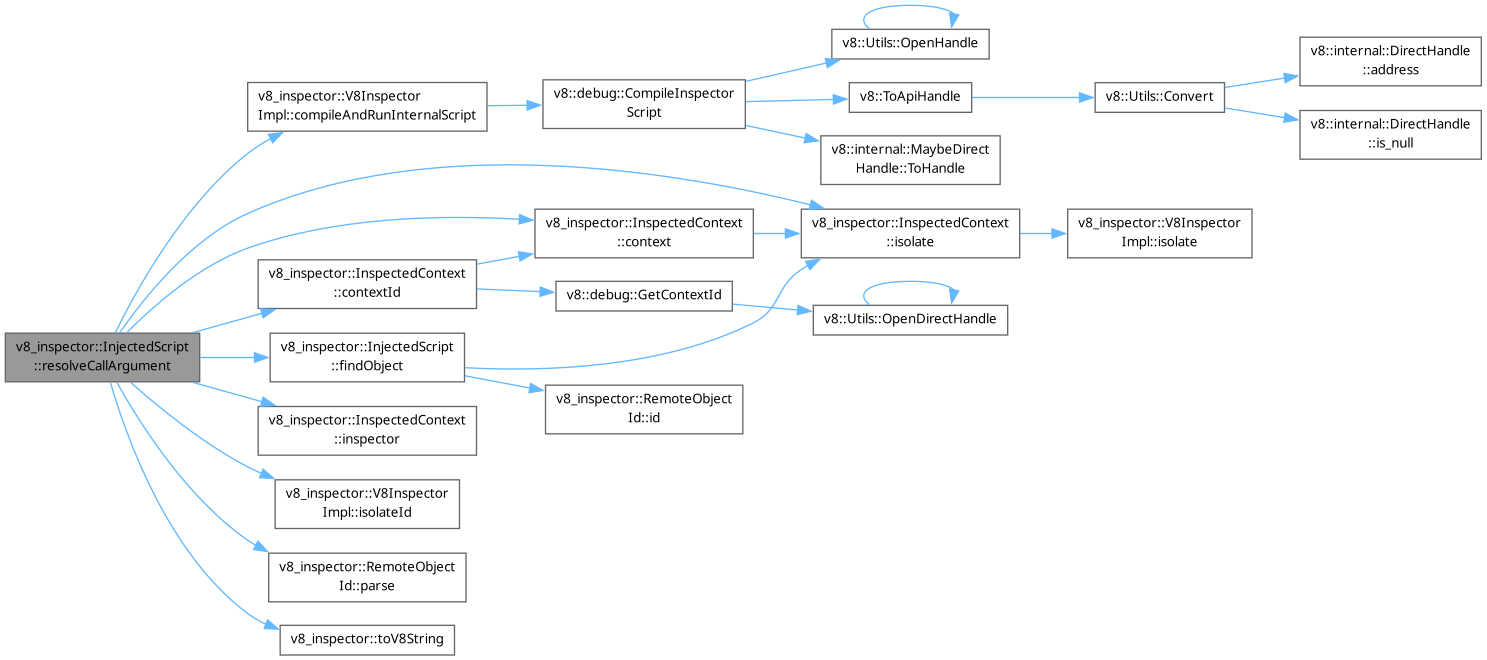 v8_inspector::InjectedScript
::resolveCallArgument
v8_inspector::V8Inspector
Impl::compileAndRunInternalScript
v8::debug::CompileInspector
Script
v8::Utils::OpenHandle
v8::ToApiHandle
v8::Utils::Convert
v8::internal::DirectHandle
::address
v8::internal::DirectHandle
::is_null
v8::internal::MaybeDirect
Handle::ToHandle
v8_inspector::InspectedContext
::context
v8_inspector::InspectedContext
::isolate
v8_inspector::V8Inspector
Impl::isolate
v8_inspector::InspectedContext
::contextId
v8::debug::GetContextId
v8::Utils::OpenDirectHandle
v8_inspector::InjectedScript
::findObject
v8_inspector::RemoteObject
Id::id
v8_inspector::InspectedContext
::inspector
v8_inspector::V8Inspector
Impl::isolateId
v8_inspector::RemoteObject
Id::parse
v8_inspector::toV8String